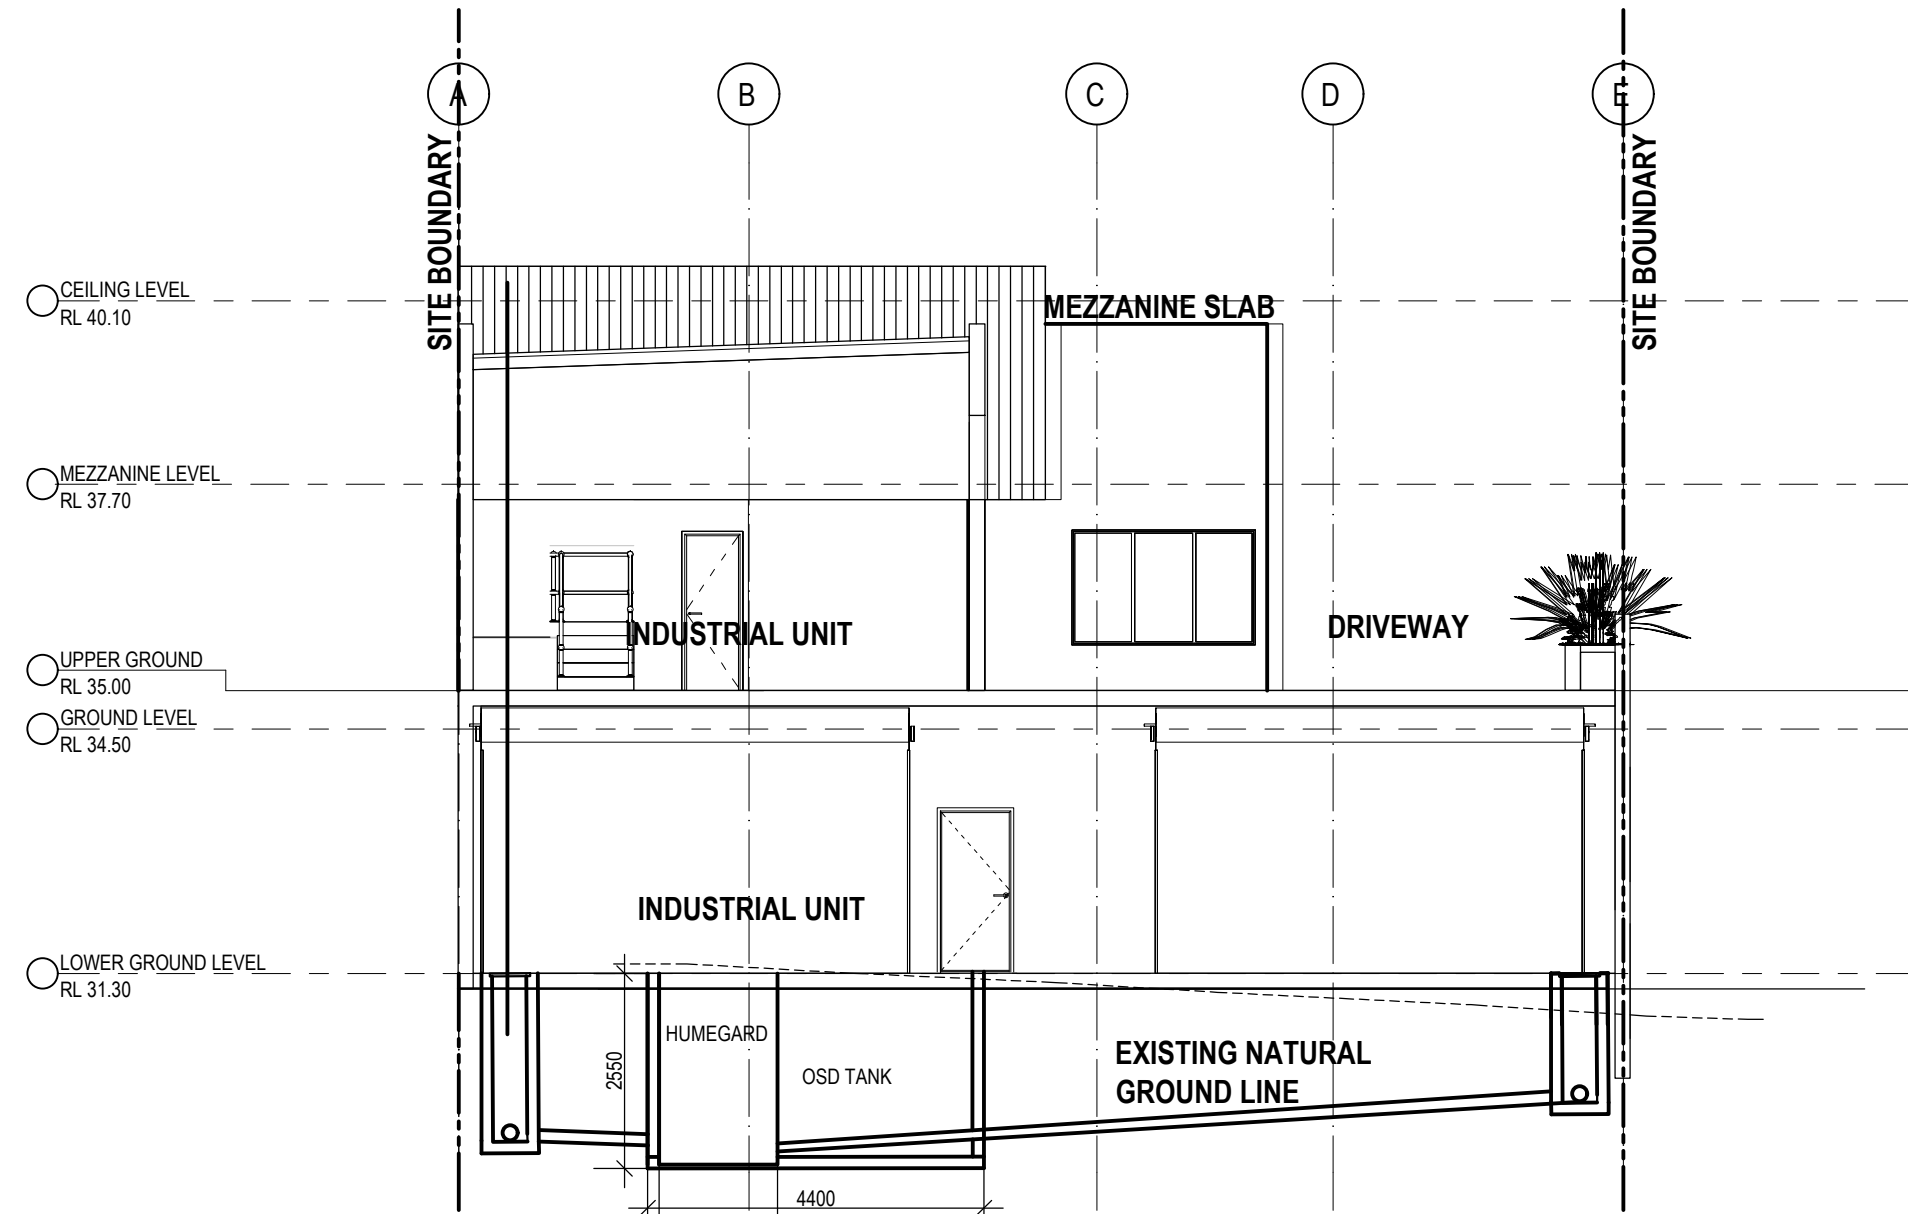 A
B
C
D
E
SITE BOUNDARY
SITE BOUNDARY
CEILING LEVEL
RL 40.10
MEZZANINE SLAB
MEZZANINE LEVEL
RL 37.70
INDUSTRIAL UNIT
DRIVEWAY
UPPER GROUND
RL 35.00
GROUND LEVEL
RL 34.50
INDUSTRIAL UNIT
LOWER GROUND LEVEL
RL 31.30
HUMEGARD
OSD TANK
2550
EXISTING NATURAL
GROUND LINE
4400